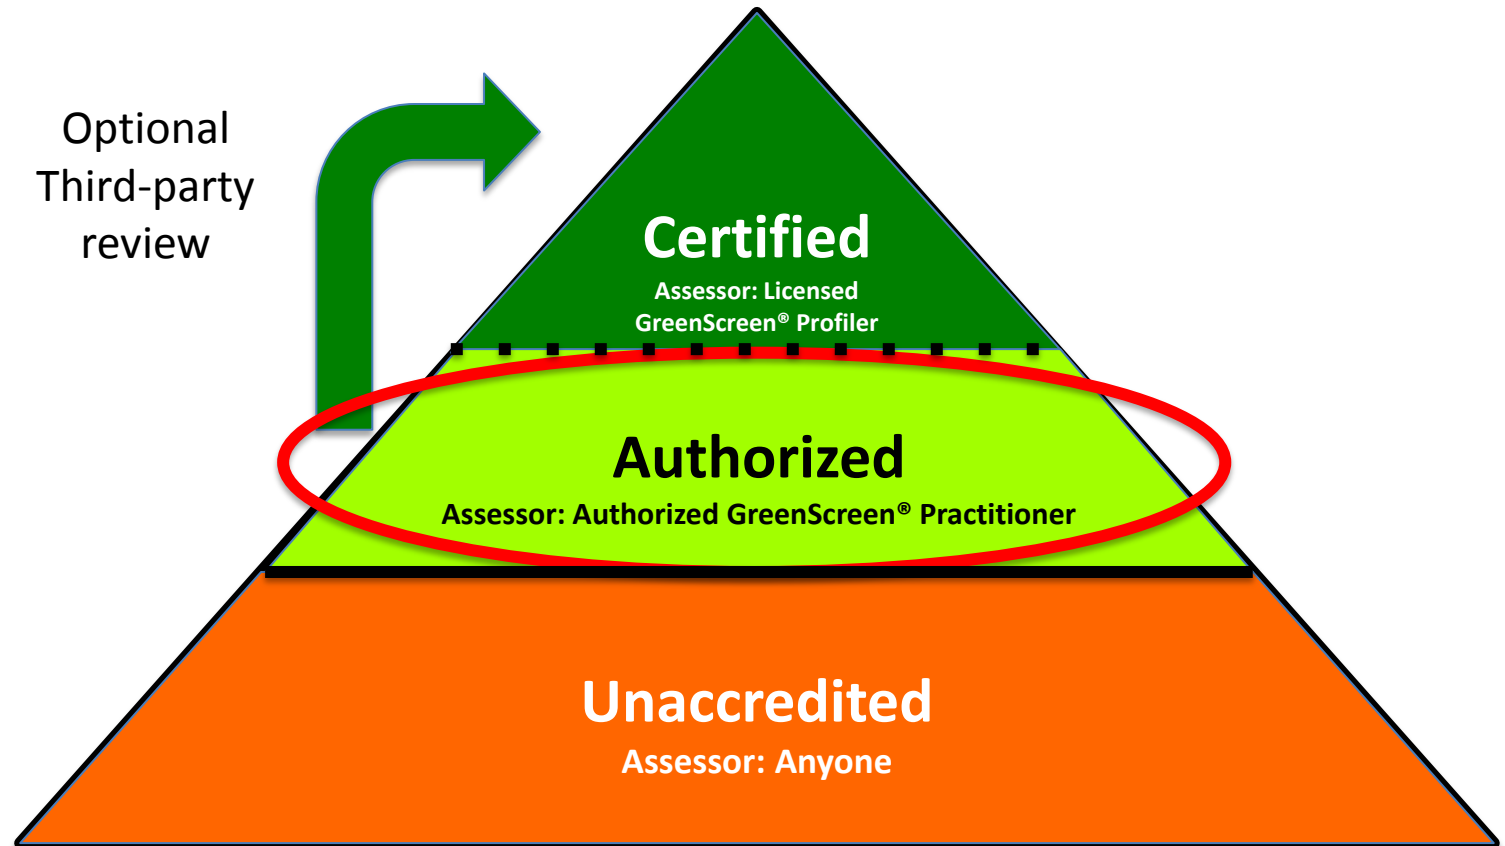 Optional
Third-party
review
Certified
Assessor: Licensed
GreenScreen® Profiler
Authorized
Assessor: Authorized GreenScreen® Practitioner
Unaccredited
Assessor: Anyone